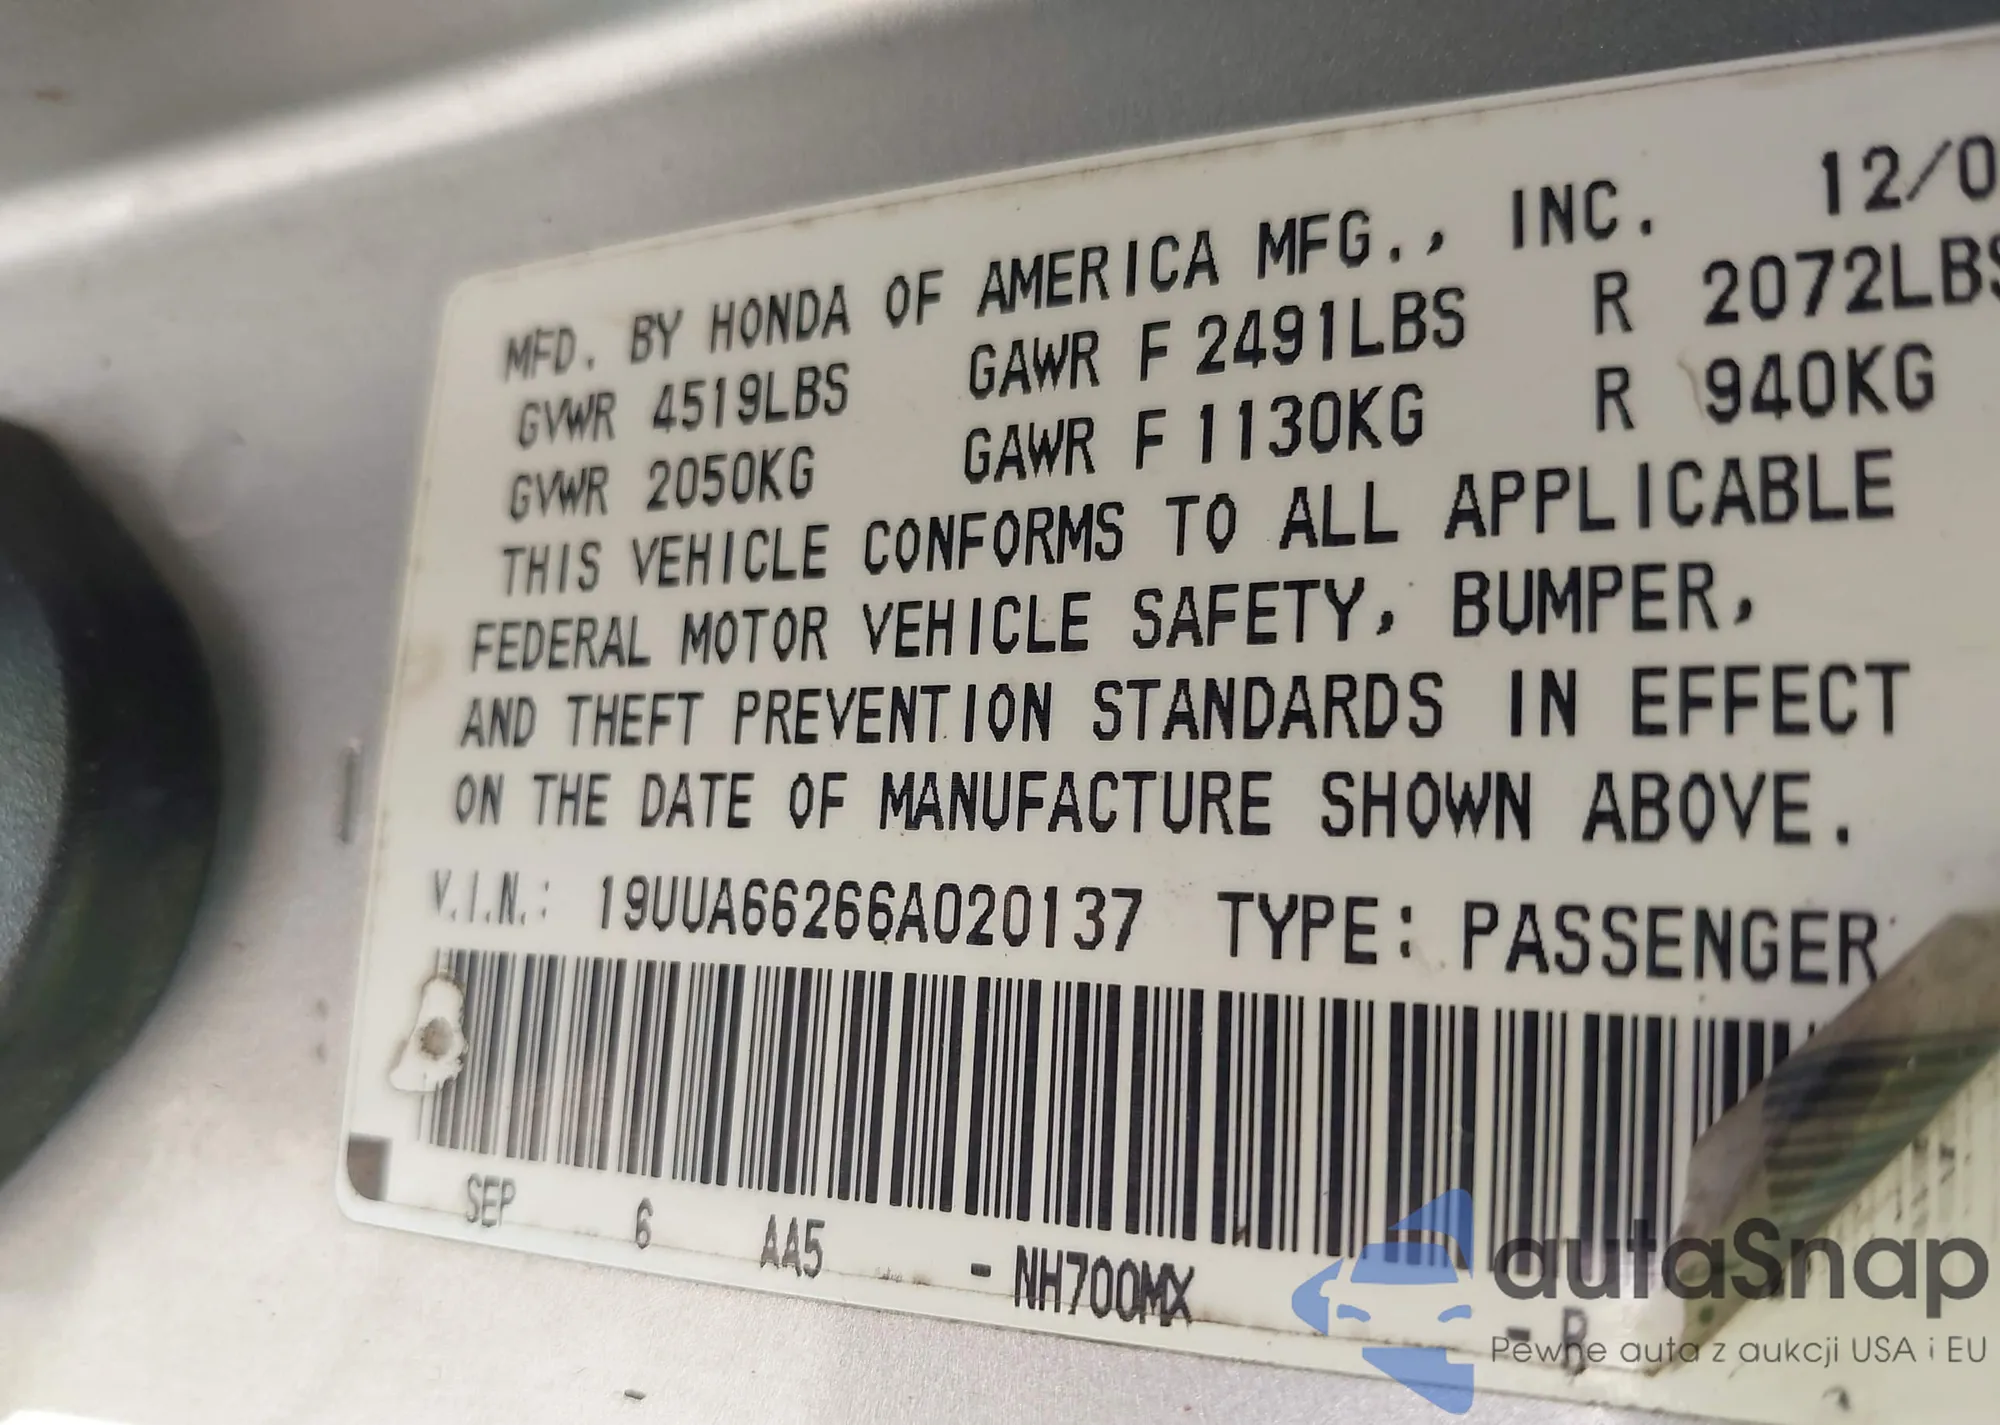 MFD. BY HONDA OF AMERICA MFG., INC. 12/0
GVWR 4519LBS GAWR F 2491LBS R 2072LBS
GVWR 2050KG GAWR F 1130KG R 940KG
THIS VEHICLE CONFORMS TO ALL APPLICABLE
FEDERAL MOTOR VEHICLE SAFETY, BUMPER,
AND THEFT PREVENTION STANDARDS IN EFFECT
ON THE DATE OF MANUFACTURE SHOWN ABOVE.
V.I.N.: 19UUA66266A020137 TYPE: PASSENGER
SEP 6 AA5 - NH700MX - B
autaSnap
Pewne auta z aukcji USA i EU